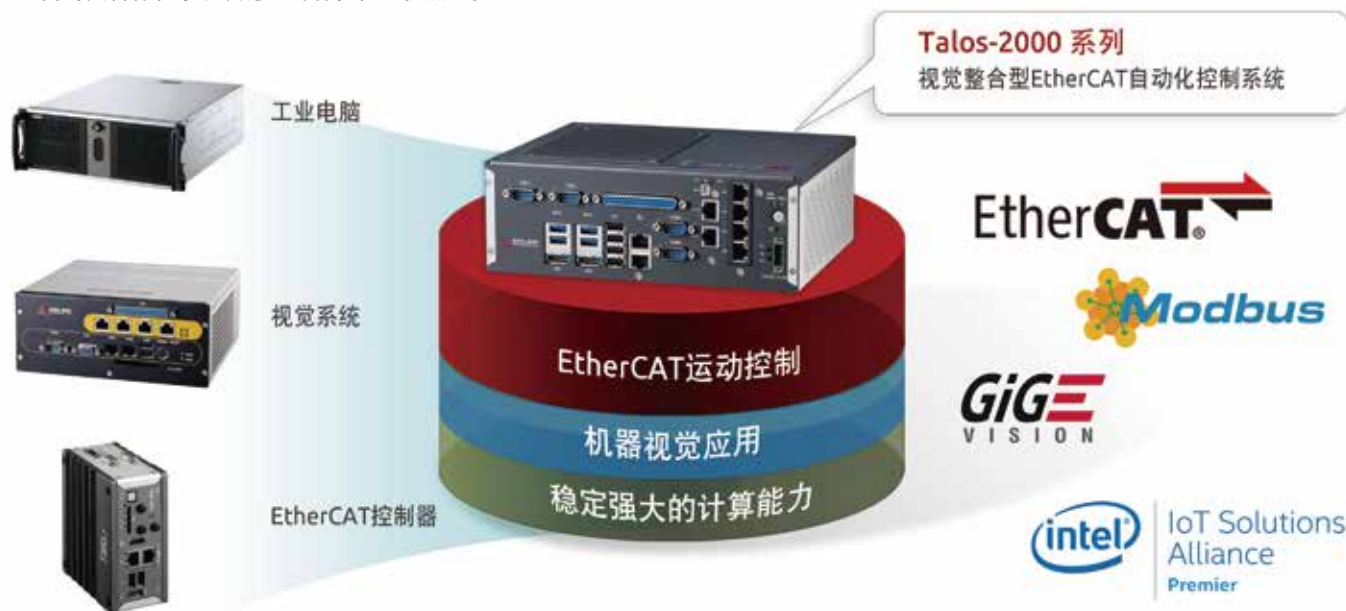 Talos-2000 系列
视觉整合型EtherCAT自动化控制系统
工业电脑
视觉系统
EtherCAT控制器
EtherCAT运动控制
机器视觉应用
稳定强大的计算能力
EtherCAT®
Modbus
GiGE
VISION
intel®
IoT Solutions
Alliance
Premier